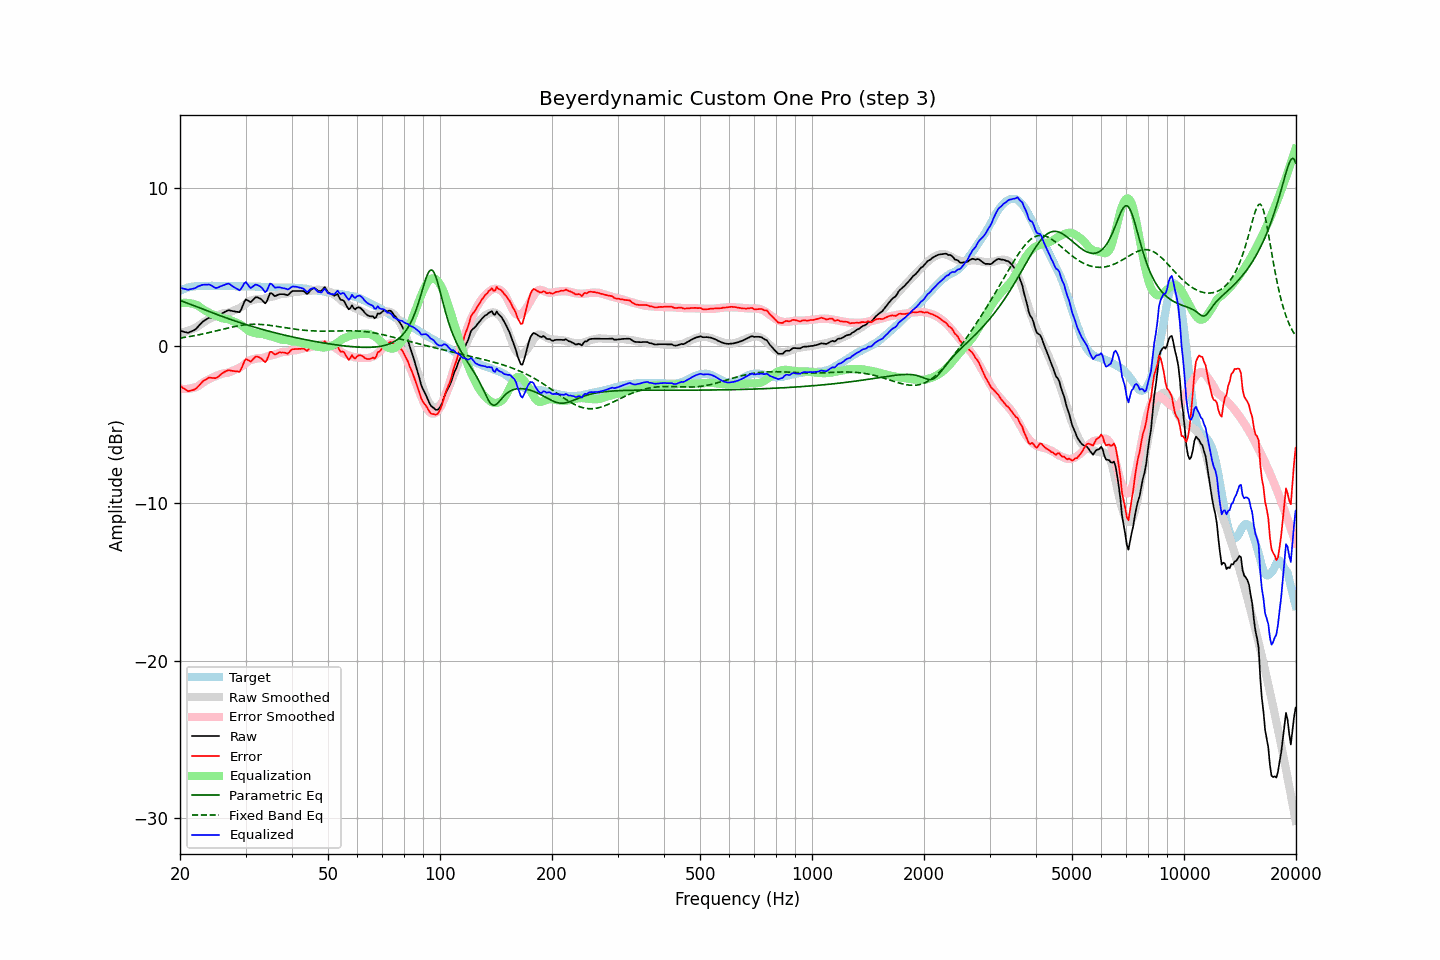 Beyerdynamic Custom One Pro (step 3)
10
0
−10
−20
−30
Amplitude (dBr)
Target
Raw Smoothed
Error Smoothed
Raw
Error
Equalization
Parametric Eq
Fixed Band Eq
Equalized
20 50 100 200 500 1000 2000 5000 10000 20000
Frequency (Hz)